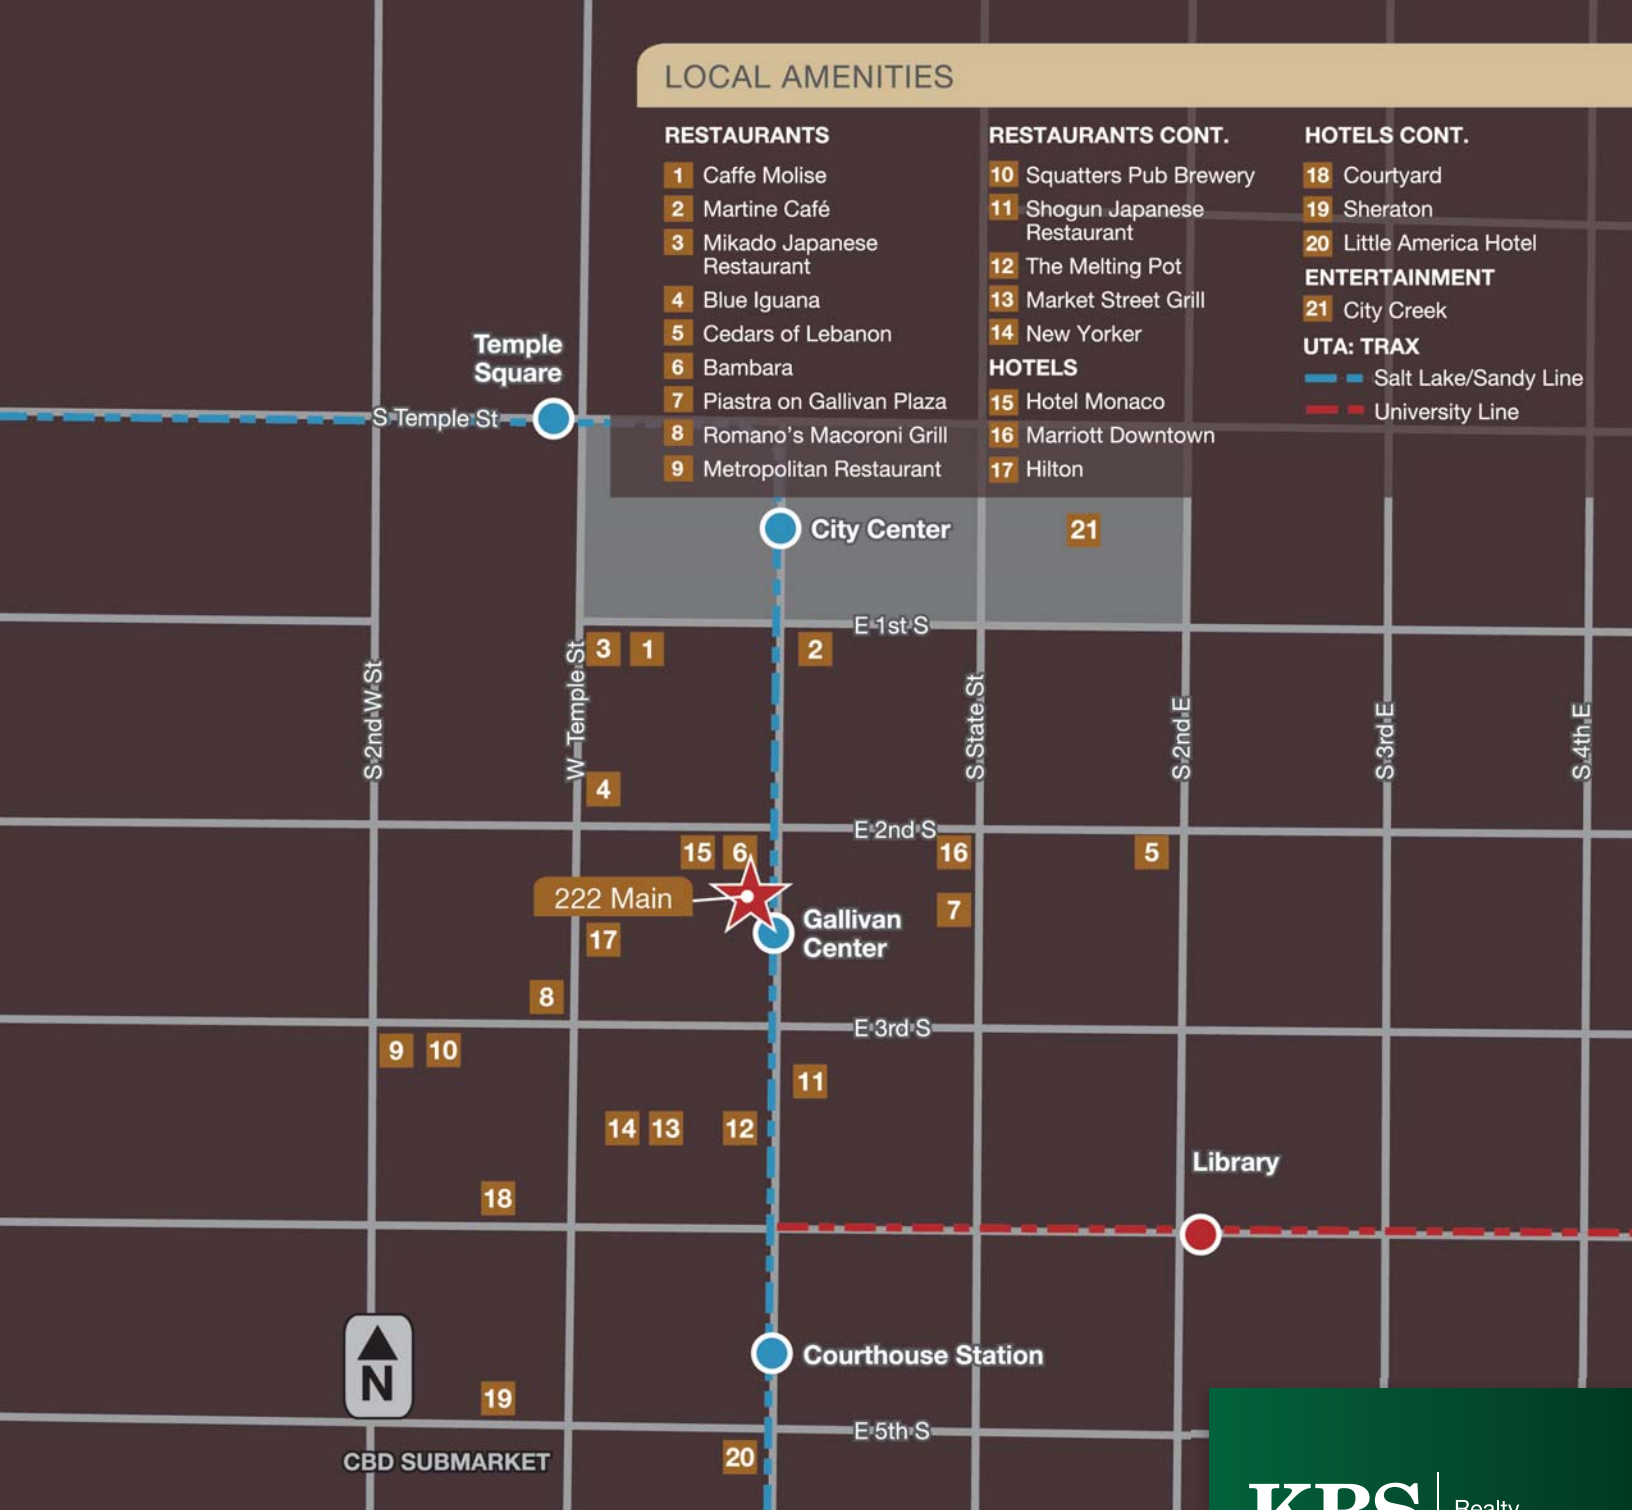 LOCAL AMENITIES
RESTAURANTS
1 Caffe Molise
2 Martine Café
3 Mikado Japanese
Restaurant
4 Blue Iguana
5 Cedars of Lebanon
6 Bambara
7 Piastra on Gallivan Plaza
8 Romano's Macoroni Grill
9 Metropolitan Restaurant
RESTAURANTS CONT.
10 Squatters Pub Brewery
11 Shogun Japanese
Restaurant
12 The Melting Pot
13 Market Street Grill
14 New Yorker
HOTELS
15 Hotel Monaco
16 Marriott Downtown
17 Hilton
HOTELS CONT.
18 Courtyard
19 Sheraton
20 Little America Hotel
ENTERTAINMENT
21 City Creek
UTA: TRAX
Salt Lake/Sandy Line
University Line
Temple
Square
S Temple St
City Center
21
E 1st S
3
1
2
S 2nd W St
W Temple St
S State St
S 2nd E
S 3rd E
S 4th E
4
E 2nd S
15
6
16
5
222 Main
7
Gallivan
Center
17
8
E 3rd S
9
10
11
14
13
12
Library
18
N
Courthouse Station
19
E 5th S
CBD SUBMARKET
20
KBS
Realty